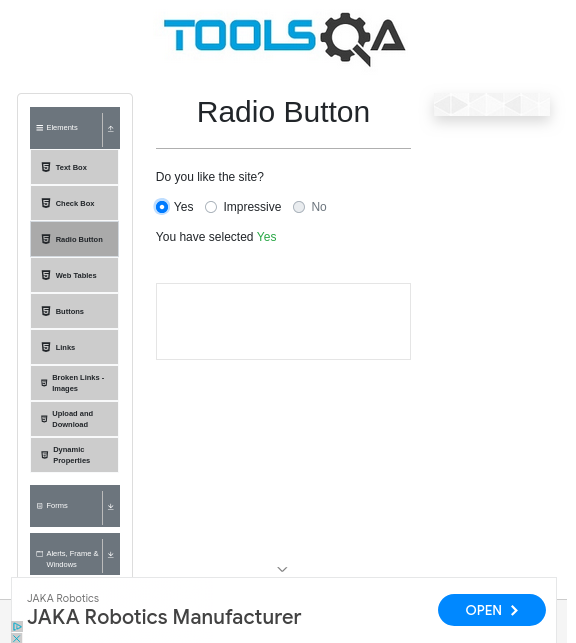 TOOLSQA
Radio Button
Elements
Text Box
Check Box
Radio Button
Web Tables
Buttons
Links
Broken Links -
Images
Upload and
Download
Dynamic
Properties
Forms
Alerts, Frame &
Windows
Do you like the site?
Yes Impressive No
You have selected Yes
JAKA Robotics
JAKA Robotics Manufacturer
OPEN